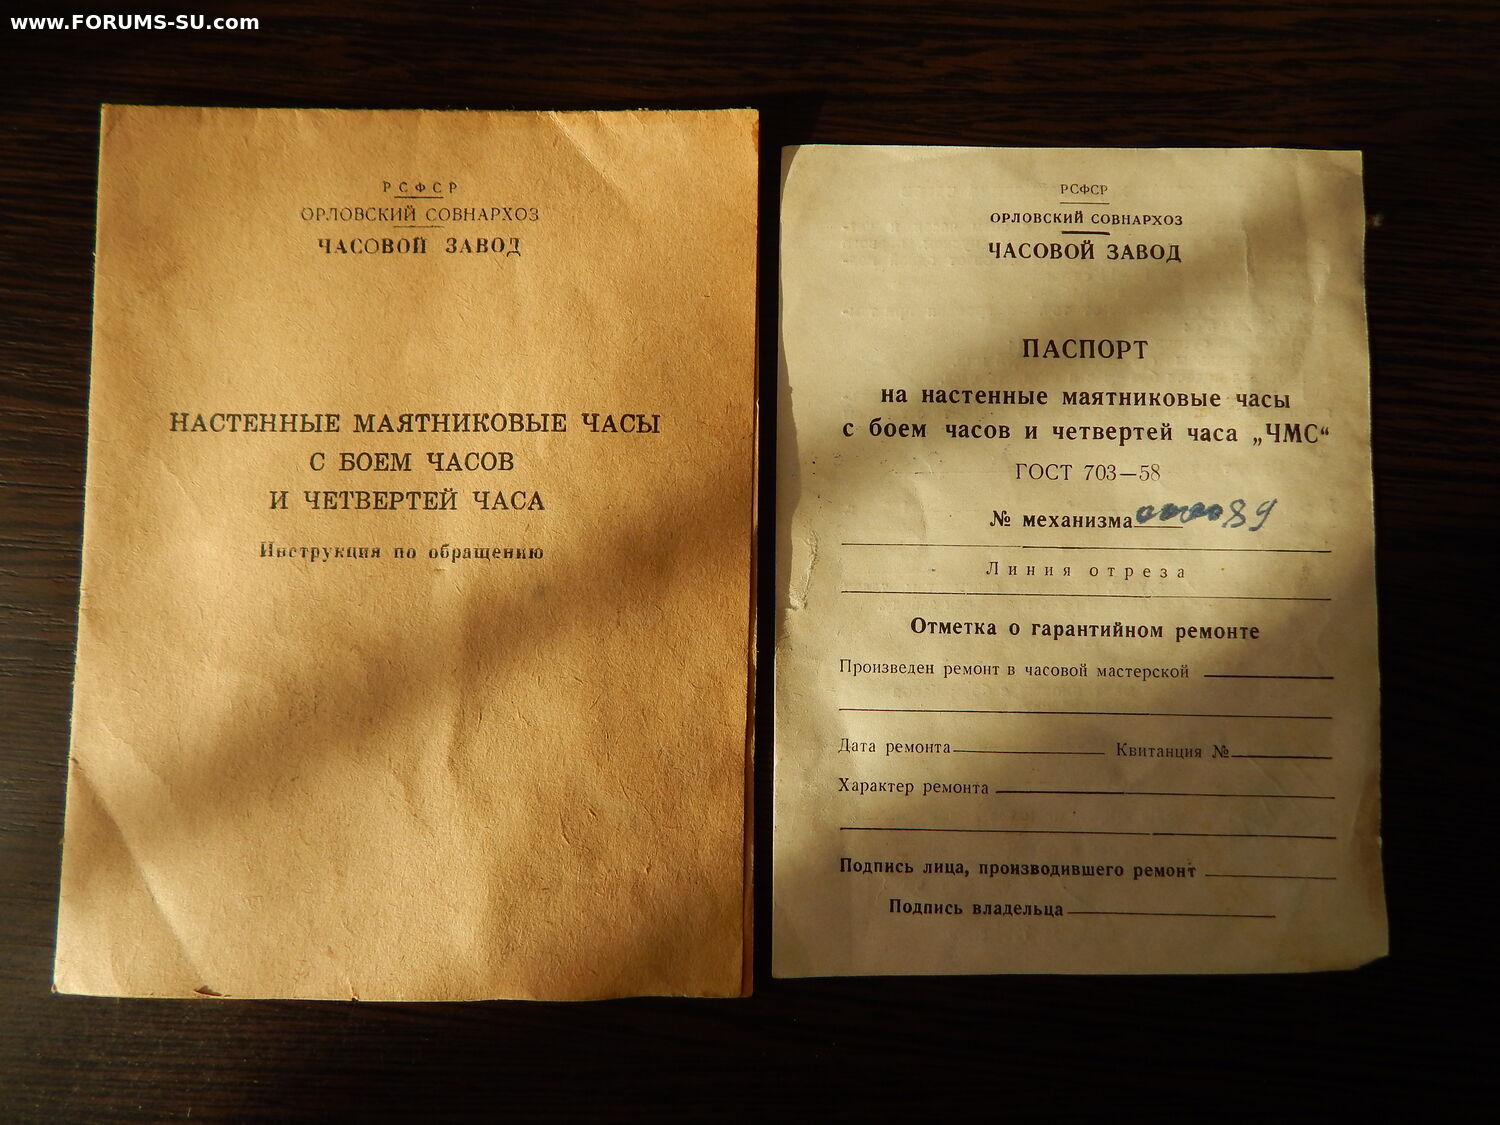 www.FORUMS-SU.com
РСФСР
ОРЛОВСКИЙ СОВНАРХОЗ
ЧАСОВОЙ ЗАВОД
НАСТЕННЫЕ МАЯТНИКОВЫЕ ЧАСЫ
С БОЕМ ЧАСОВ
И ЧЕТВЕРТЕЙ ЧАСА
Инструкция по обращению
РСФСР
ОРЛОВСКИЙ СОВНАРХОЗ
ЧАСОВОЙ ЗАВОД
ПАСПОРТ
на настенные маятниковые часы
с боем часов и четвертей часа „ЧМС“
ГОСТ 703—58
№ механизма 89
Линия отреза
Отметка о гарантийном ремонте
Произведен ремонт в часовой мастерской
Дата ремонта Квитанция №
Характер ремонта
Подпись лица, производившего ремонт
Подпись владельца